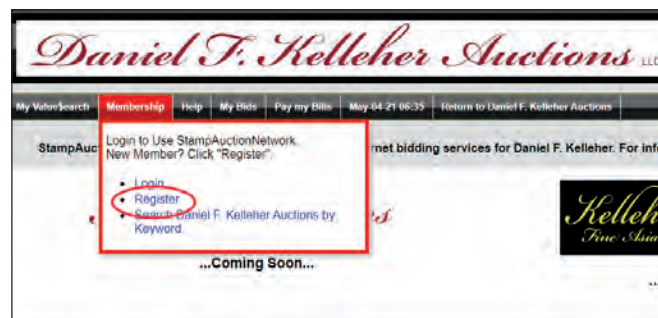 Daniel F. Kelleher Auctions LLC
My ValueSearch Membership Help My Bids Pay my Bills May-04-21 06:35 Return to Daniel F. Kelleher Auctions
Login to Use StampAuctionNetwork.
New Member? Click "Register".
StampAuc
rnet bidding services for Daniel F. Kelleher. For info
• Login
• Register
• Search Daniel F. Kelleher Auctions by
Keyword.
Kelleh
Fine Asia
...Coming Soon...